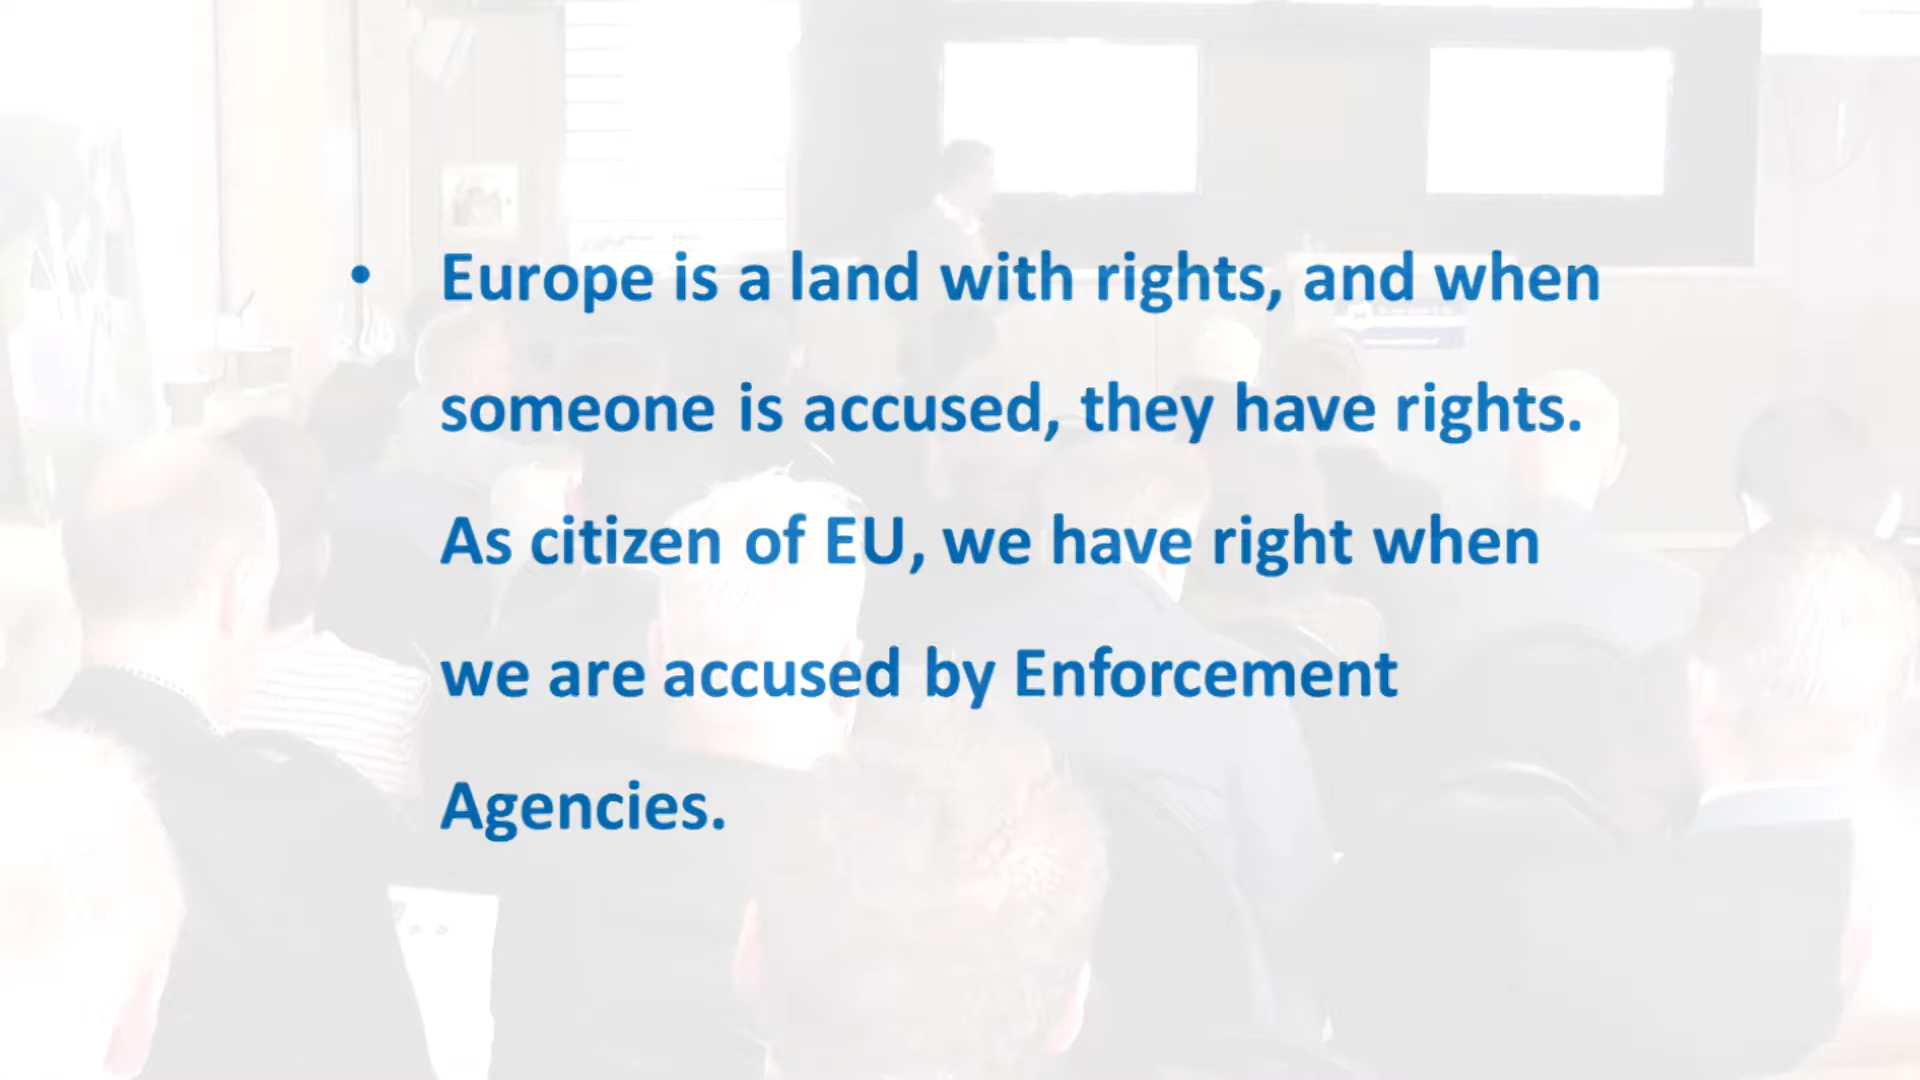 • Europe is a land with rights, and when
someone is accused, they have rights.
As citizen of EU, we have right when
we are accused by Enforcement
Agencies.